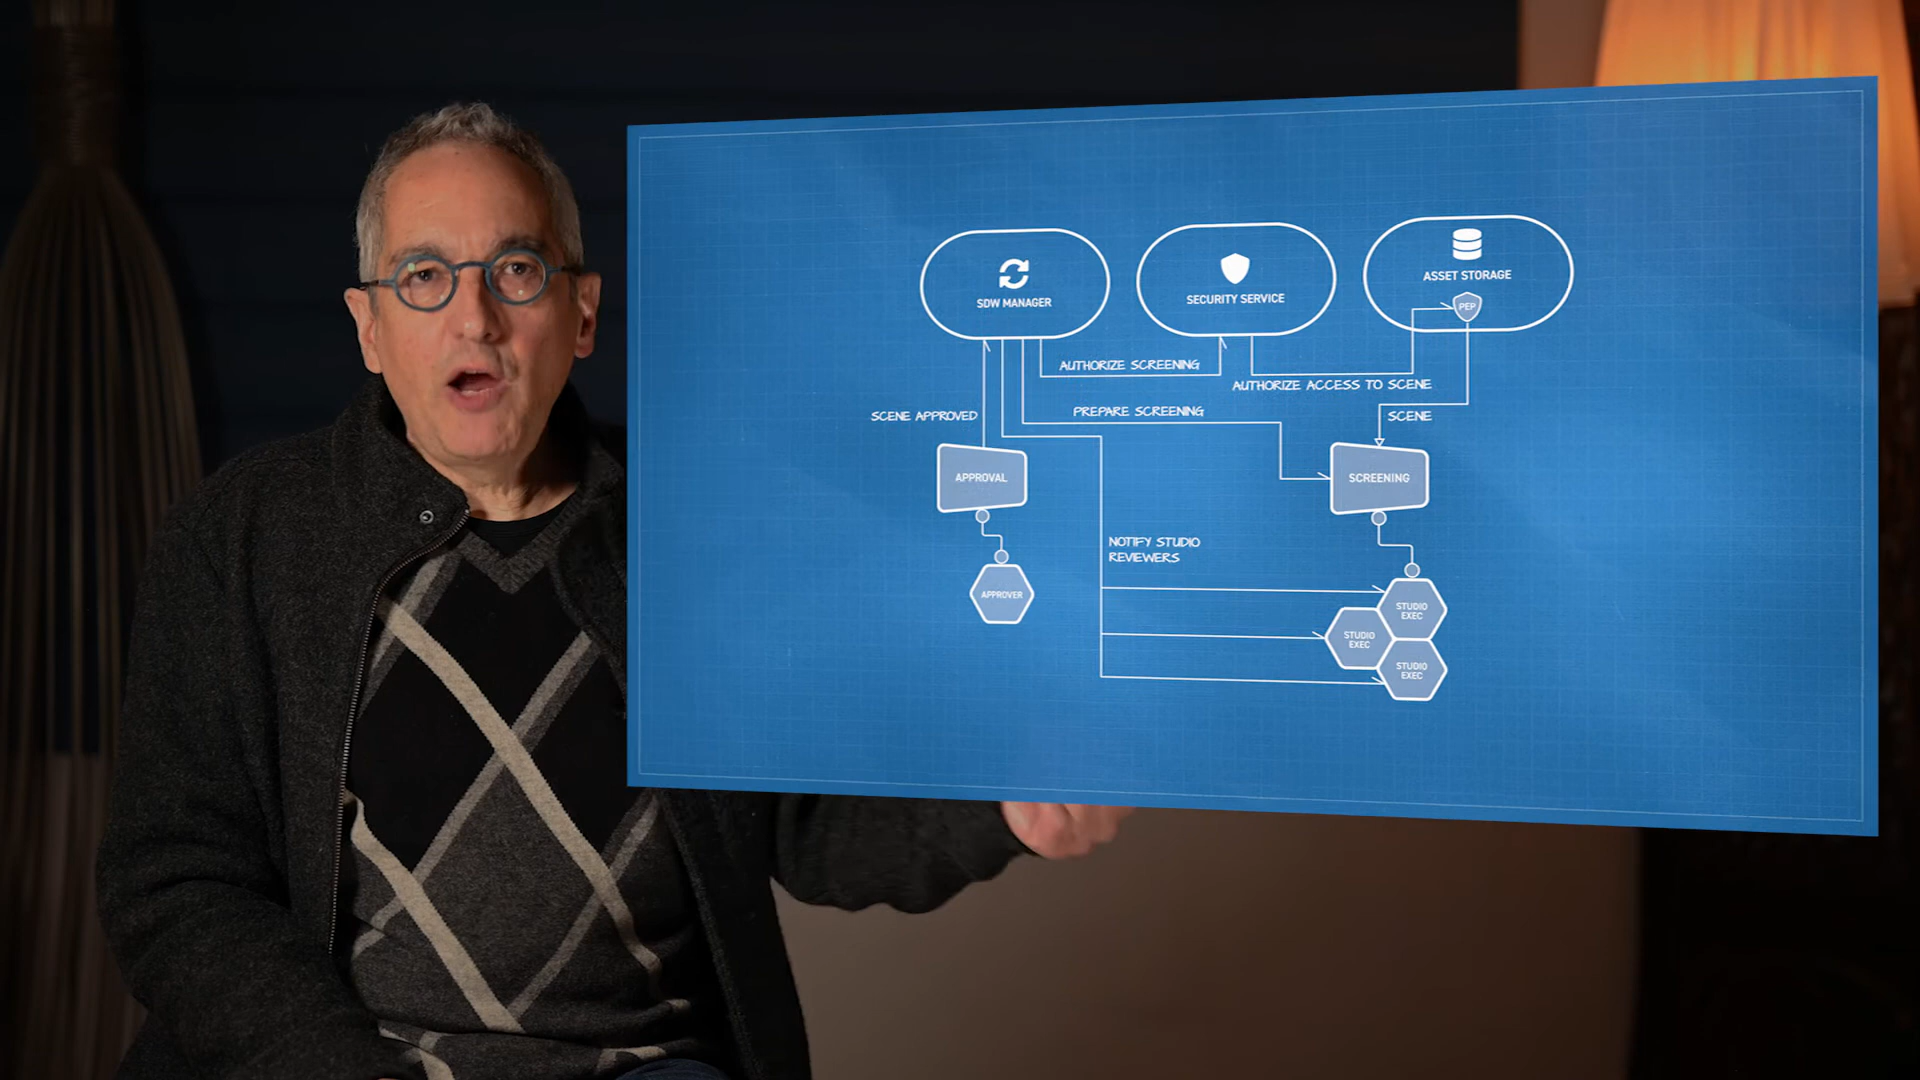 SDW MANAGER
SECURITY SERVICE
ASSET STORAGE
PEP
AUTHORIZE SCREENING
AUTHORIZE ACCESS TO SCENE
SCENE APPROVED
PREPARE SCREENING
SCENE
APPROVAL
SCREENING
NOTIFY STUDIO
REVIEWERS
APPROVER
STUDIO
EXEC
STUDIO
EXEC
STUDIO
EXEC